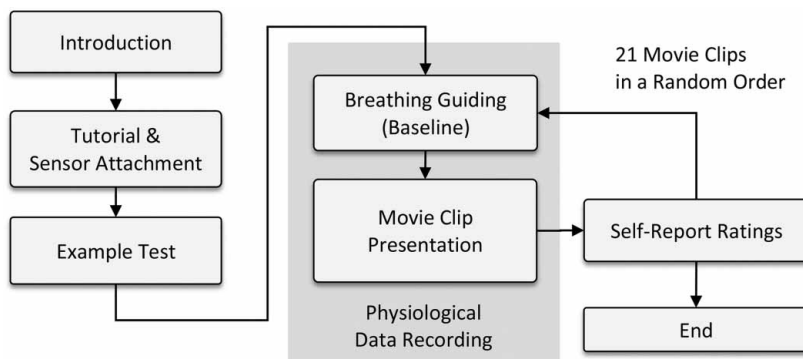 Introduction
Tutorial &
Sensor Attachment
Example Test
Breathing Guiding
(Baseline)
Movie Clip
Presentation
Physiological
Data Recording
21 Movie Clips
in a Random Order
Self-Report Ratings
End